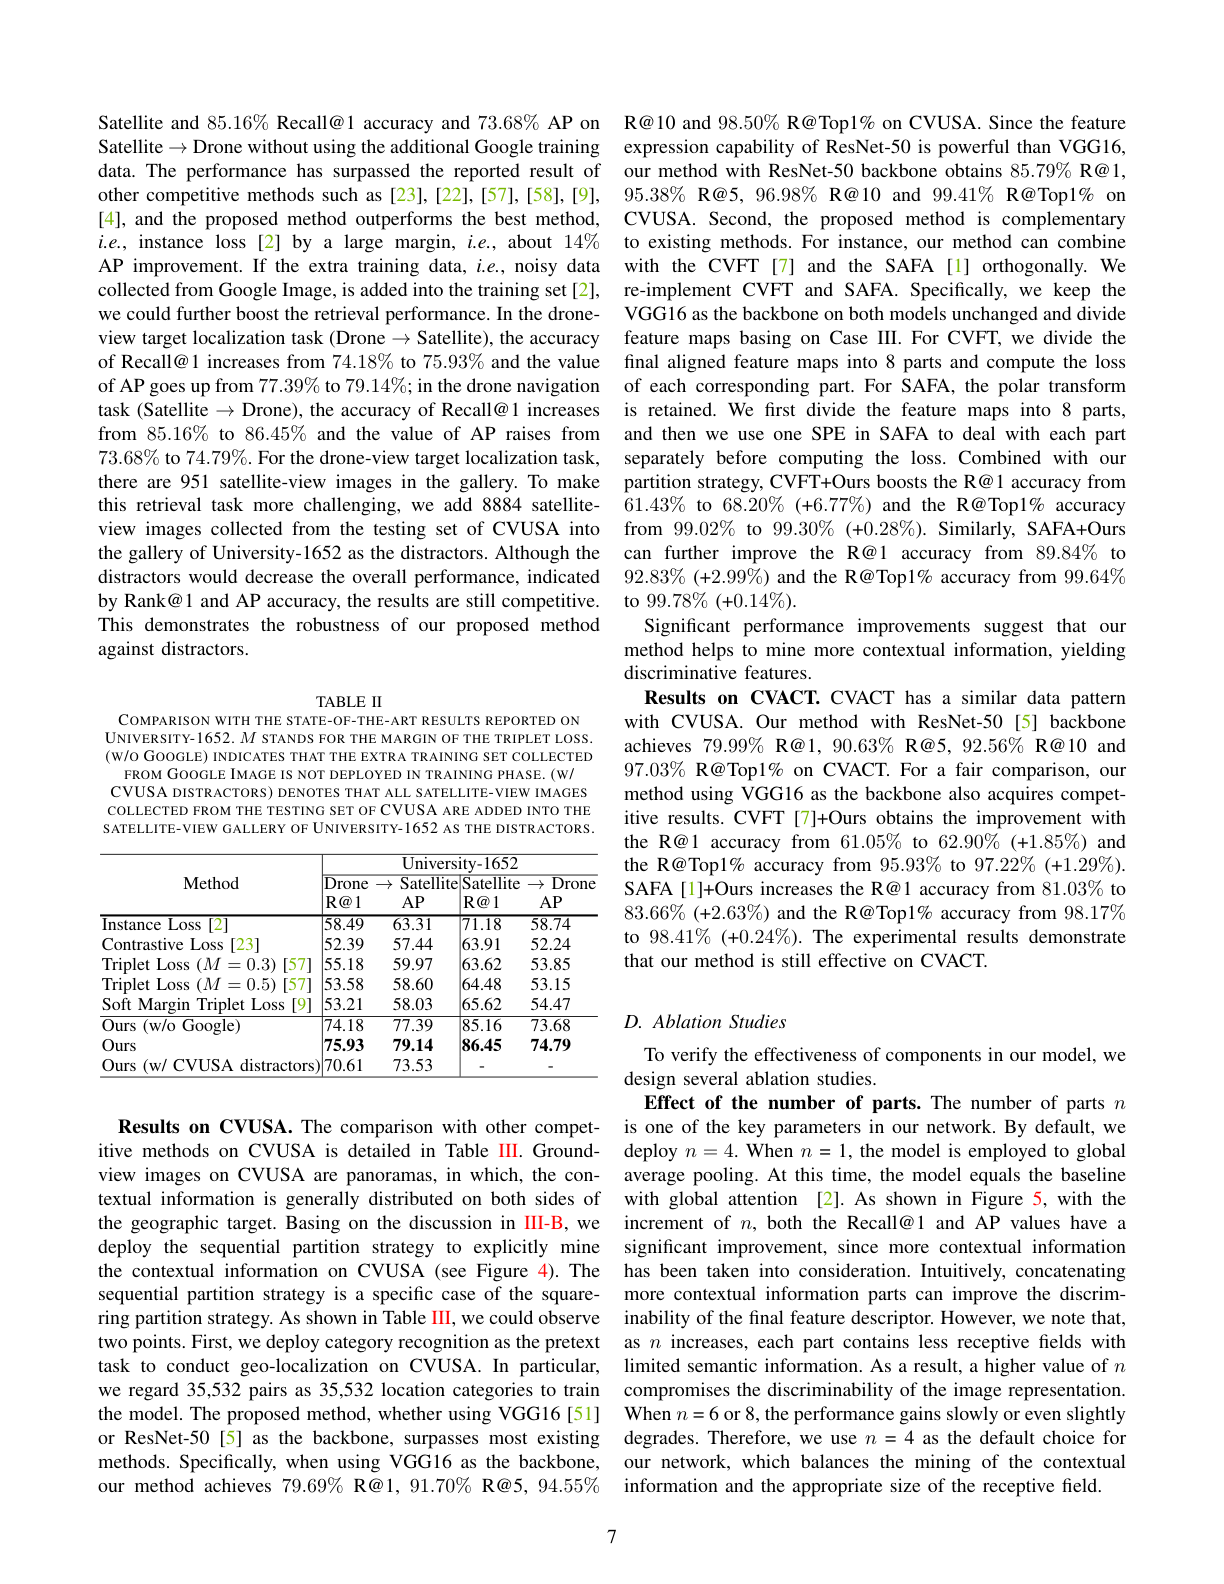 Satellite and 85.16% Recall@1 accuracy and 73.68% AP on
Satellite → Drone without using the additional Google training
data. The performance has surpassed the reported result of
other competitive methods such as [23], [22], [57], [58], [9],
[4], and the proposed method outperforms the best method,
i.e., instance loss [2] by a large margin, i.e., about 14%
AP improvement. If the extra training data, i.e., noisy data
collected from Google Image, is added into the training set [2],
we could further boost the retrieval performance. In the drone-
view target localization task (Drone → Satellite), the accuracy
of Recall@1 increases from 74.18% to 75.93% and the value
of AP goes up from 77.39% to 79.14%; in the drone navigation
task (Satellite → Drone), the accuracy of Recall@1 increases
from 85.16% to 86.45% and the value of AP raises from
73.68% to 74.79%. For the drone-view target localization task,
there are 951 satellite-view images in the gallery. To make
this retrieval task more challenging, we add 8884 satellite-
view images collected from the testing set of CVUSA into
the gallery of University-1652 as the distractors. Although the
distractors would decrease the overall performance, indicated
by Rank@1 and AP accuracy, the results are still competitive.
This demonstrates the robustness of our proposed method
against distractors.
TABLE II
COMPARISON WITH THE STATE-OF-THE-ART RESULTS REPORTED ON
UNIVERSITY-1652. M STANDS FOR THE MARGIN OF THE TRIPLET LOSS.
(W/O GOOGLE) INDICATES THAT THE EXTRA TRAINING SET COLLECTED
FROM GOOGLE IMAGE IS NOT DEPLOYED IN TRAINING PHASE. (W/
CVUSA DISTRACTORS) DENOTES THAT ALL SATELLITE-VIEW IMAGES
COLLECTED FROM THE TESTING SET OF CVUSA ARE ADDED INTO THE
SATELLITE-VIEW GALLERY OF UNIVERSITY-1652 AS THE DISTRACTORS.
University-1652
Method Drone → Satellite Satellite → Drone
R@1 AP R@1 AP
Instance Loss [2] 58.49 63.31 71.18 58.74
Contrastive Loss [23] 52.39 57.44 63.91 52.24
Triplet Loss (M = 0.3) [57] 55.18 59.97 63.62 53.85
Triplet Loss (M = 0.5) [57] 53.58 58.60 64.48 53.15
Soft Margin Triplet Loss [9] 53.21 58.03 65.62 54.47
Ours (w/o Google) 74.18 77.39 85.16 73.68
Ours 75.93 79.14 86.45 74.79
Ours (w/ CVUSA distractors) 70.61 73.53 - -
Results on CVUSA. The comparison with other compet-
itive methods on CVUSA is detailed in Table III. Ground-
view images on CVUSA are panoramas, in which, the con-
textual information is generally distributed on both sides of
the geographic target. Basing on the discussion in III-B, we
deploy the sequential partition strategy to explicitly mine
the contextual information on CVUSA (see Figure 4). The
sequential partition strategy is a specific case of the square-
ring partition strategy. As shown in Table III, we could observe
two points. First, we deploy category recognition as the pretext
task to conduct geo-localization on CVUSA. In particular,
we regard 35,532 pairs as 35,532 location categories to train
the model. The proposed method, whether using VGG16 [51]
or ResNet-50 [5] as the backbone, surpasses most existing
methods. Specifically, when using VGG16 as the backbone,
our method achieves 79.69% R@1, 91.70% R@5, 94.55%
R@10 and 98.50% R@Top1% on CVUSA. Since the feature
expression capability of ResNet-50 is powerful than VGG16,
our method with ResNet-50 backbone obtains 85.79% R@1,
95.38% R@5, 96.98% R@10 and 99.41% R@Top1% on
CVUSA. Second, the proposed method is complementary
to existing methods. For instance, our method can combine
with the CVFT [7] and the SAFA [1] orthogonally. We
re-implement CVFT and SAFA. Specifically, we keep the
VGG16 as the backbone on both models unchanged and divide
feature maps basing on Case III. For CVFT, we divide the
final aligned feature maps into 8 parts and compute the loss
of each corresponding part. For SAFA, the polar transform
is retained. We first divide the feature maps into 8 parts,
and then we use one SPE in SAFA to deal with each part
separately before computing the loss. Combined with our
partition strategy, CVFT+Ours boosts the R@1 accuracy from
61.43% to 68.20% (+6.77%) and the R@Top1% accuracy
from 99.02% to 99.30% (+0.28%). Similarly, SAFA+Ours
can further improve the R@1 accuracy from 89.84% to
92.83% (+2.99%) and the R@Top1% accuracy from 99.64%
to 99.78% (+0.14%).
Significant performance improvements suggest that our
method helps to mine more contextual information, yielding
discriminative features.
Results on CVACT. CVACT has a similar data pattern
with CVUSA. Our method with ResNet-50 [5] backbone
achieves 79.99% R@1, 90.63% R@5, 92.56% R@10 and
97.03% R@Top1% on CVACT. For a fair comparison, our
method using VGG16 as the backbone also acquires compet-
itive results. CVFT [7]+Ours obtains the improvement with
the R@1 accuracy from 61.05% to 62.90% (+1.85%) and
the R@Top1% accuracy from 95.93% to 97.22% (+1.29%).
SAFA [1]+Ours increases the R@1 accuracy from 81.03% to
83.66% (+2.63%) and the R@Top1% accuracy from 98.17%
to 98.41% (+0.24%). The experimental results demonstrate
that our method is still effective on CVACT.
D. Ablation Studies
To verify the effectiveness of components in our model, we
design several ablation studies.
Effect of the number of parts. The number of parts n
is one of the key parameters in our network. By default, we
deploy n = 4. When n = 1, the model is employed to global
average pooling. At this time, the model equals the baseline
with global attention [2]. As shown in Figure 5, with the
increment of n, both the Recall@1 and AP values have a
significant improvement, since more contextual information
has been taken into consideration. Intuitively, concatenating
more contextual information parts can improve the discrim-
inability of the final feature descriptor. However, we note that,
as n increases, each part contains less receptive fields with
limited semantic information. As a result, a higher value of n
compromises the discriminability of the image representation.
When n = 6 or 8, the performance gains slowly or even slightly
degrades. Therefore, we use n = 4 as the default choice for
our network, which balances the mining of the contextual
information and the appropriate size of the receptive field.
7